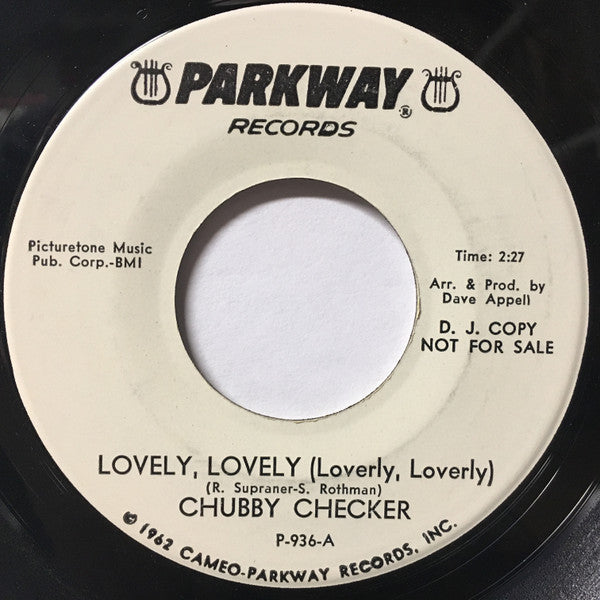 PARKWAY®
RECORDS
Picturetone Music
Pub. Corp.-BMI
Time: 2:27
Arr. & Prod. by
Dave Appell
D. J. COPY
NOT FOR SALE
LOVELY, LOVELY (Loverly, Loverly)
(R. Supraner-S. Rothman)
CHUBBY CHECKER
P-936-A
© 1962 CAMEO-PARKWAY RECORDS, INC.